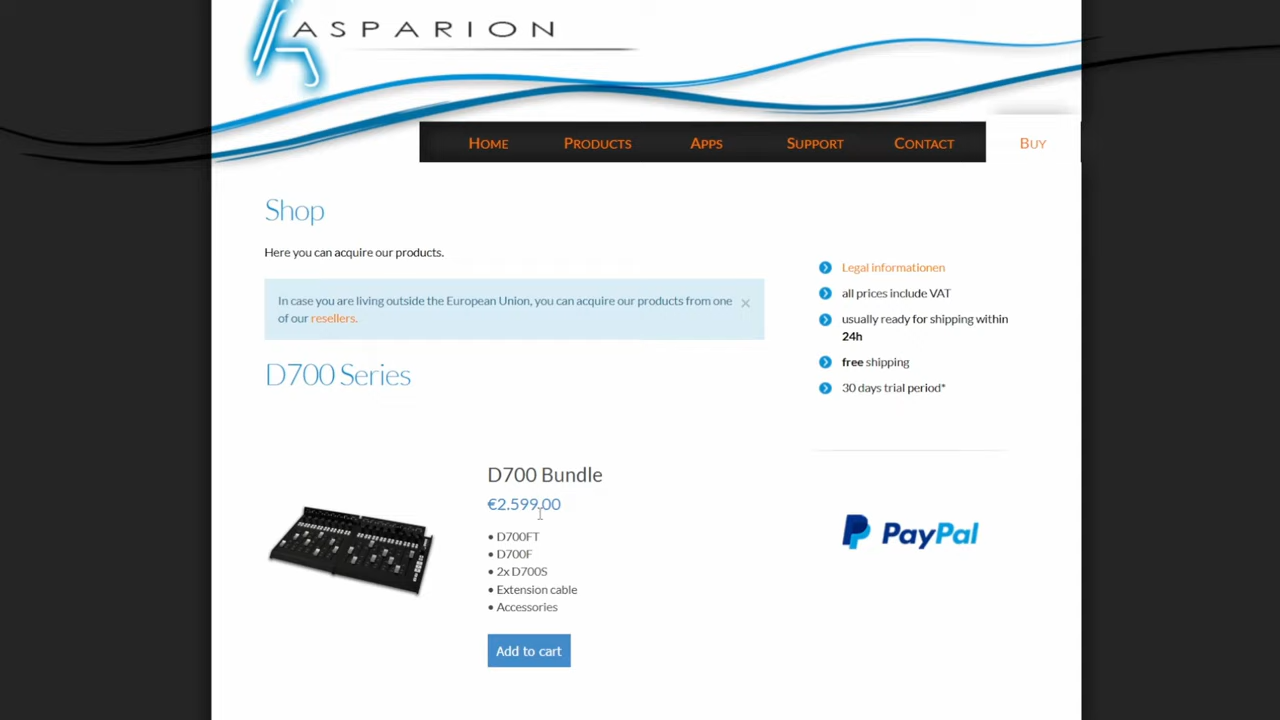 ASPARION
Home Products Apps Support Contact Buy
Shop
Here you can acquire our products.
In case you are living outside the European Union, you can acquire our products from one
of our resellers.
×
D700 Series
D700 Bundle
€2.599,00
• D700FT
• D700F
• 2x D700S
• Extension cable
• Accessories
Add to cart
Legal informationen
all prices include VAT
usually ready for shipping within
24h
free shipping
30 days trial period*
PayPal